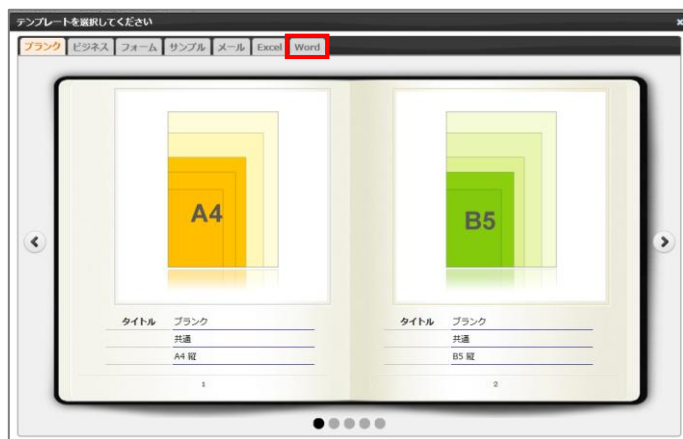 テンプレートを選択してください x
ブランク ビジネス フォーム サンプル メール Excel Word
A4
B5
タイトル ブランク
共通
A4 縦
1
タイトル ブランク
共通
B5 縦
2